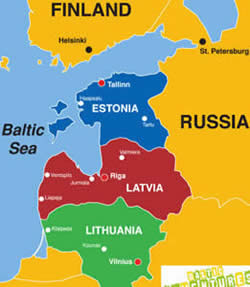 FINLAND
Helsinki
St. Petersburg
Tallinn
Haapsalu
ESTONIA
Tartu
Baltic
Sea
RUSSIA
Valmiera
Ventspils
Riga
Jurmala
LATVIA
Liepaja
LITHUANIA
Klaipeda
Kaunas
Vilnius